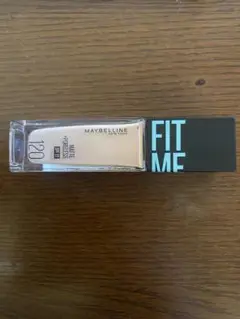 MAYBELLINE
NEW YORK
FIT
ME
MATTE
+PORELESS
120